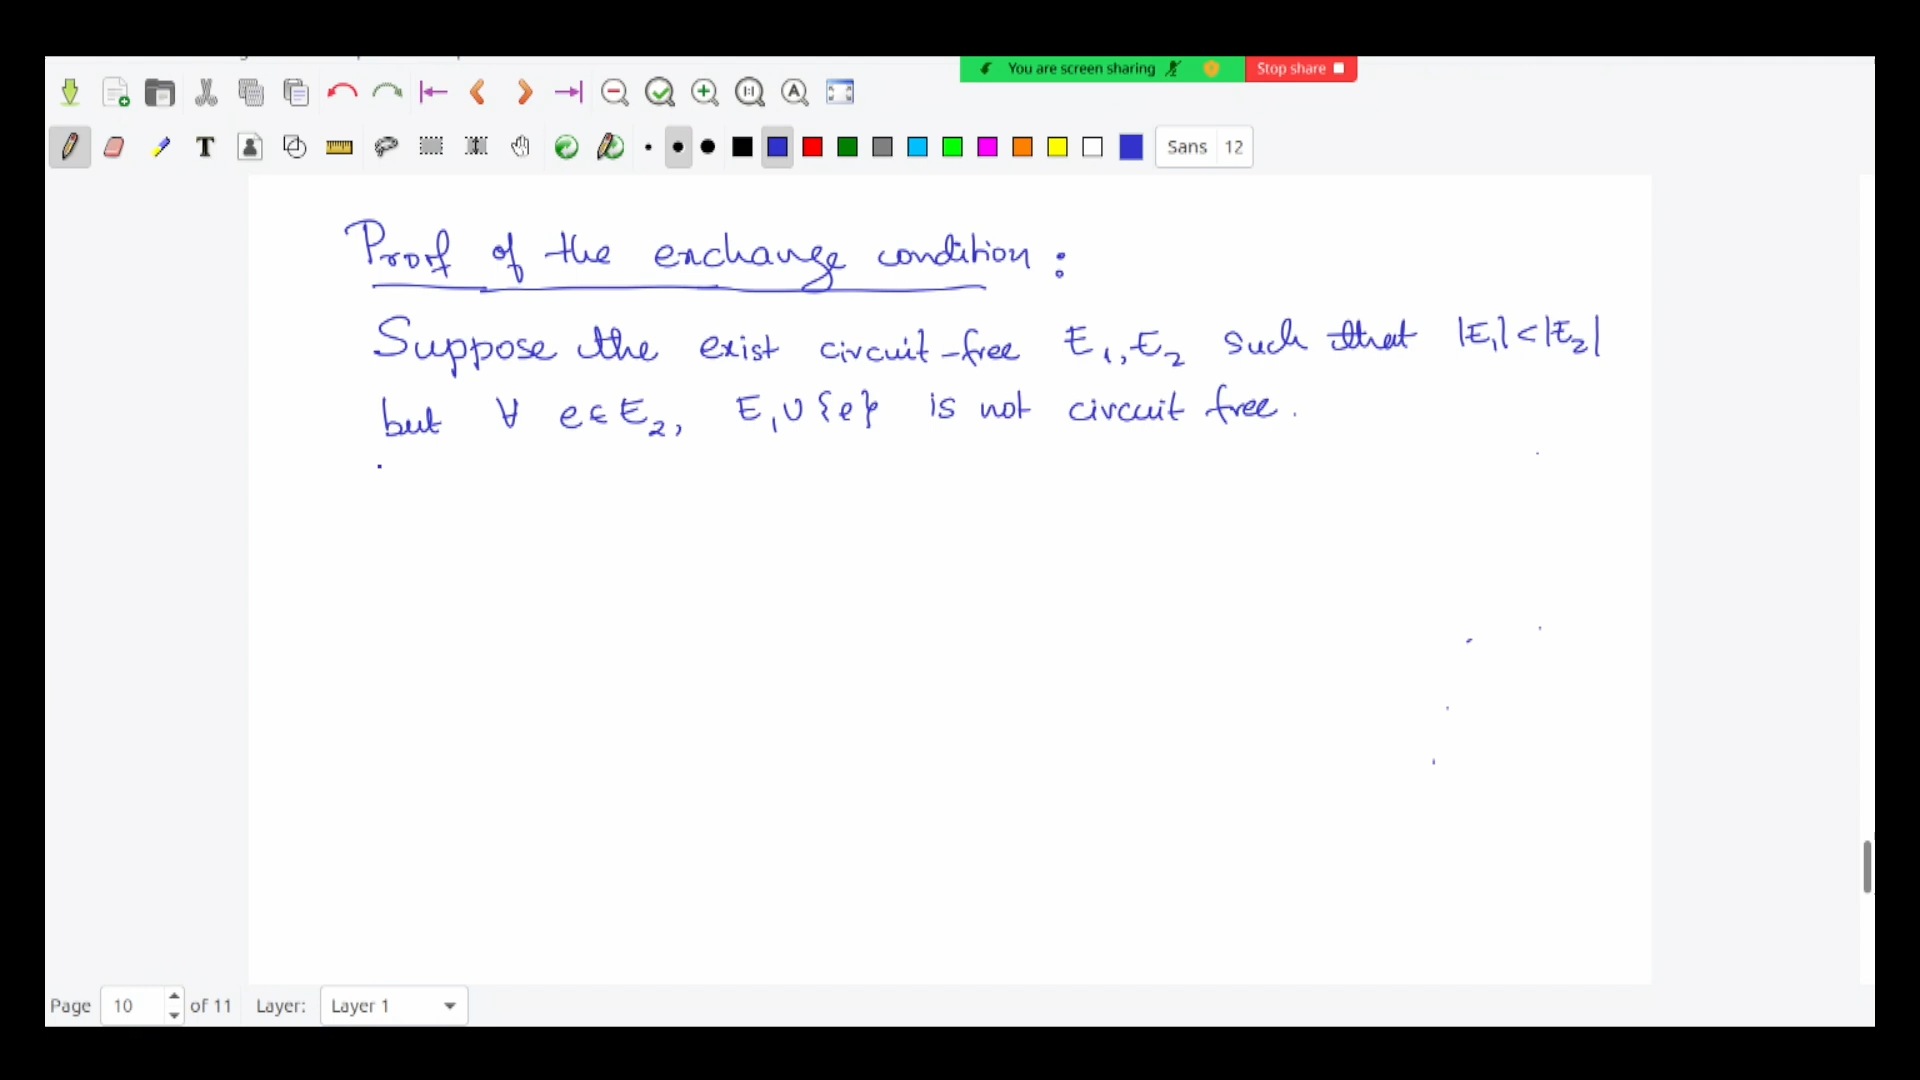 You are screen sharing Stop share
T Sans 12
Proof of the exchange condition :
Suppose the exist circuit-free E₁, E₂ such that |E₁| < |E₂|
but ∀ e ∈ E₂, E₁ ∪ {e} is not circuit free.
Page 10 of 11 Layer: Layer 1